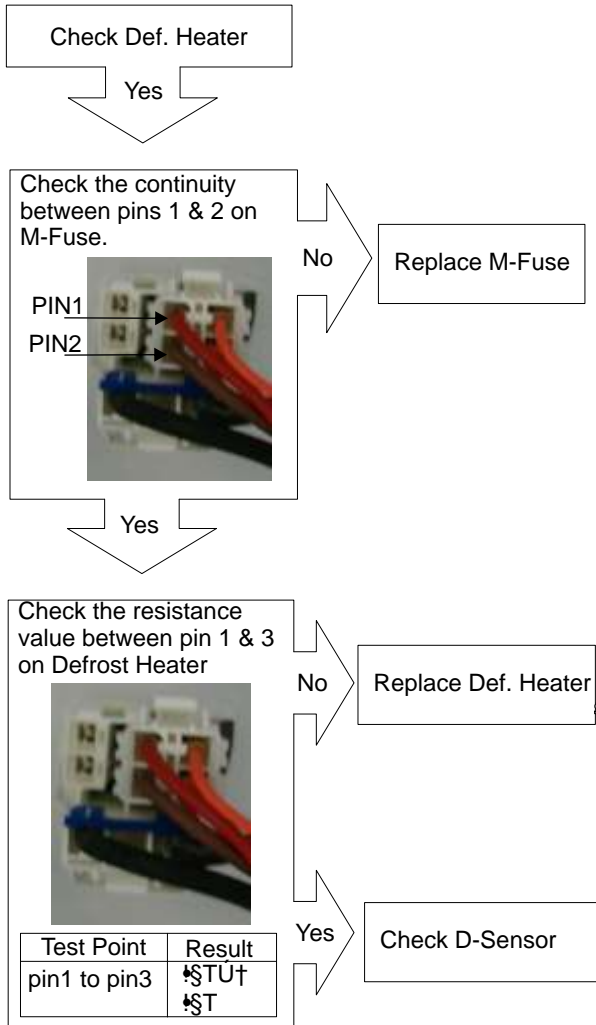 Check Def. Heater
Yes
Check the continuity
between pins 1 & 2 on
M-Fuse.
No
Replace M-Fuse
PIN1
PIN2
Yes
Check the resistance
value between pin 1 & 3
on Defrost Heater
No
Replace Def. Heater
Test Point
Result
pin1 to pin3
Yes
Check D-Sensor